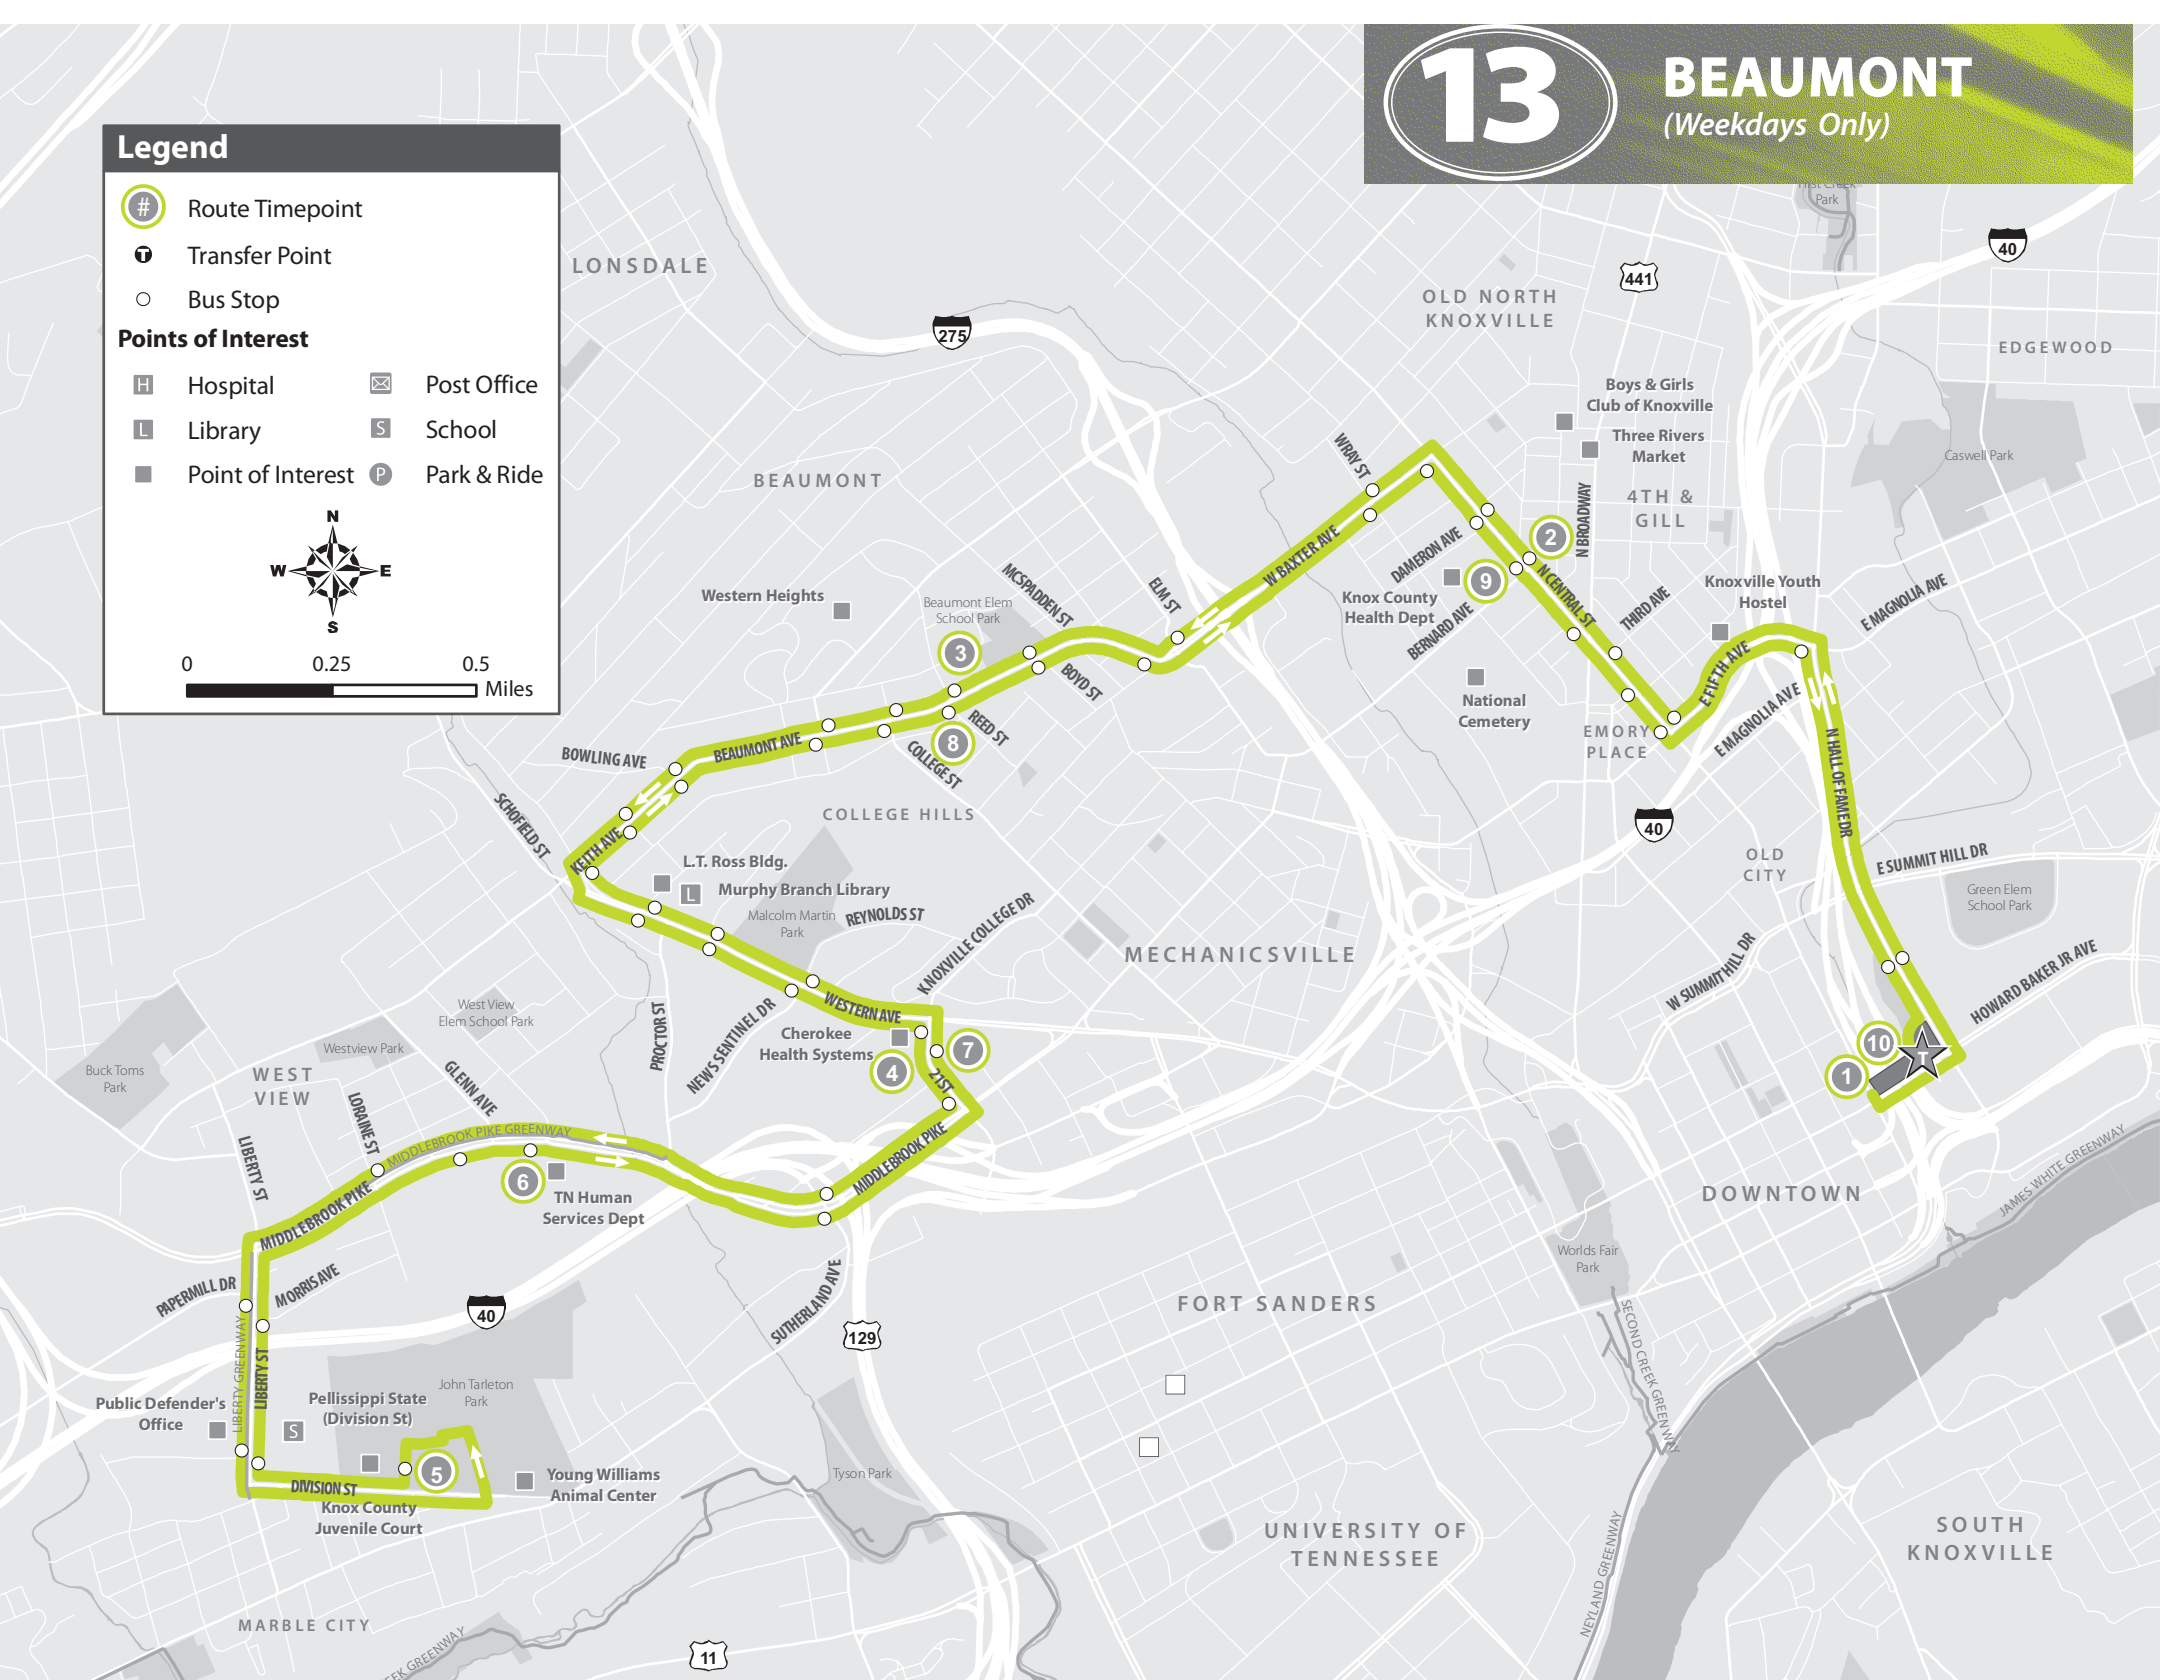 13
BEAUMONT
(Weekdays Only)
Legend
# Route Timepoint
T Transfer Point
Bus Stop
Points of Interest
H Hospital
Post Office
L Library
S School
Point of Interest
P Park & Ride
N
W E
S
0 0.25 0.5
Miles
First Creek
Park
40
LONSDALE
441
OLD NORTH
KNOXVILLE
275
EDGEWOOD
Boys & Girls
Club of Knoxville
Three Rivers
Market
Caswell Park
WRAY ST
BEAUMONT
4TH &
GILL
N BROADWAY
2
DAMERON AVE
W BAXTER AVE
9
N CENTRAL ST
Knox County
Health Dept
BERNARD AVE
THIRD AVE
Knoxville Youth
Hostel
E MAGNOLIA AVE
Western Heights
Beaumont Elem
School Park
MCSPADDEN ST
ELM ST
3
BOYD ST
National
Cemetery
E FIFTH AVE
E MAGNOLIA AVE
EMORY
PLACE
REED ST
8
COLLEGE ST
BEAUMONT AVE
BOWLING AVE
N HALL OF FAME DR
SCHOFIELD ST
COLLEGE HILLS
40
KEITH AVE
OLD
CITY
E SUMMIT HILL DR
L.T. Ross Bldg.
L
Murphy Branch Library
Green Elem
School Park
Malcolm Martin
Park
REYNOLDS ST
KNOXVILLE COLLEGE DR
MECHANICSVILLE
W SUMMIT HILL DR
HOWARD BAKER JR AVE
West View
Elem School Park
WESTERN AVE
PROCTOR ST
NEWS SENTINEL DR
Cherokee
Health Systems
4
7
21ST
10
T
1
Westview Park
Buck Toms
Park
WEST
VIEW
GLENN AVE
LORAINE ST
LIBERTY ST
MIDDLEBROOK PIKE GREENWAY
MIDDLEBROOK PIKE
6
TN Human
Services Dept
MIDDLEBROOK PIKE
DOWNTOWN
JAMES WHITE GREENWAY
Worlds Fair
Park
PAPERMILL DR
MORRIS AVE
40
SUTHERLAND AVE
FORT SANDERS
129
SECOND CREEK GREENWAY
LIBERTY GREENWAY
LIBERTY ST
Public Defender's
Office
S
Pellissippi State
(Division St)
John Tarleton
Park
5
DIVISION ST
Knox County
Juvenile Court
Young Williams
Animal Center
Tyson Park
UNIVERSITY OF
TENNESSEE
SOUTH
KNOXVILLE
NEYLAND GREENWAY
MARBLE CITY
EEK GREENWAY
11